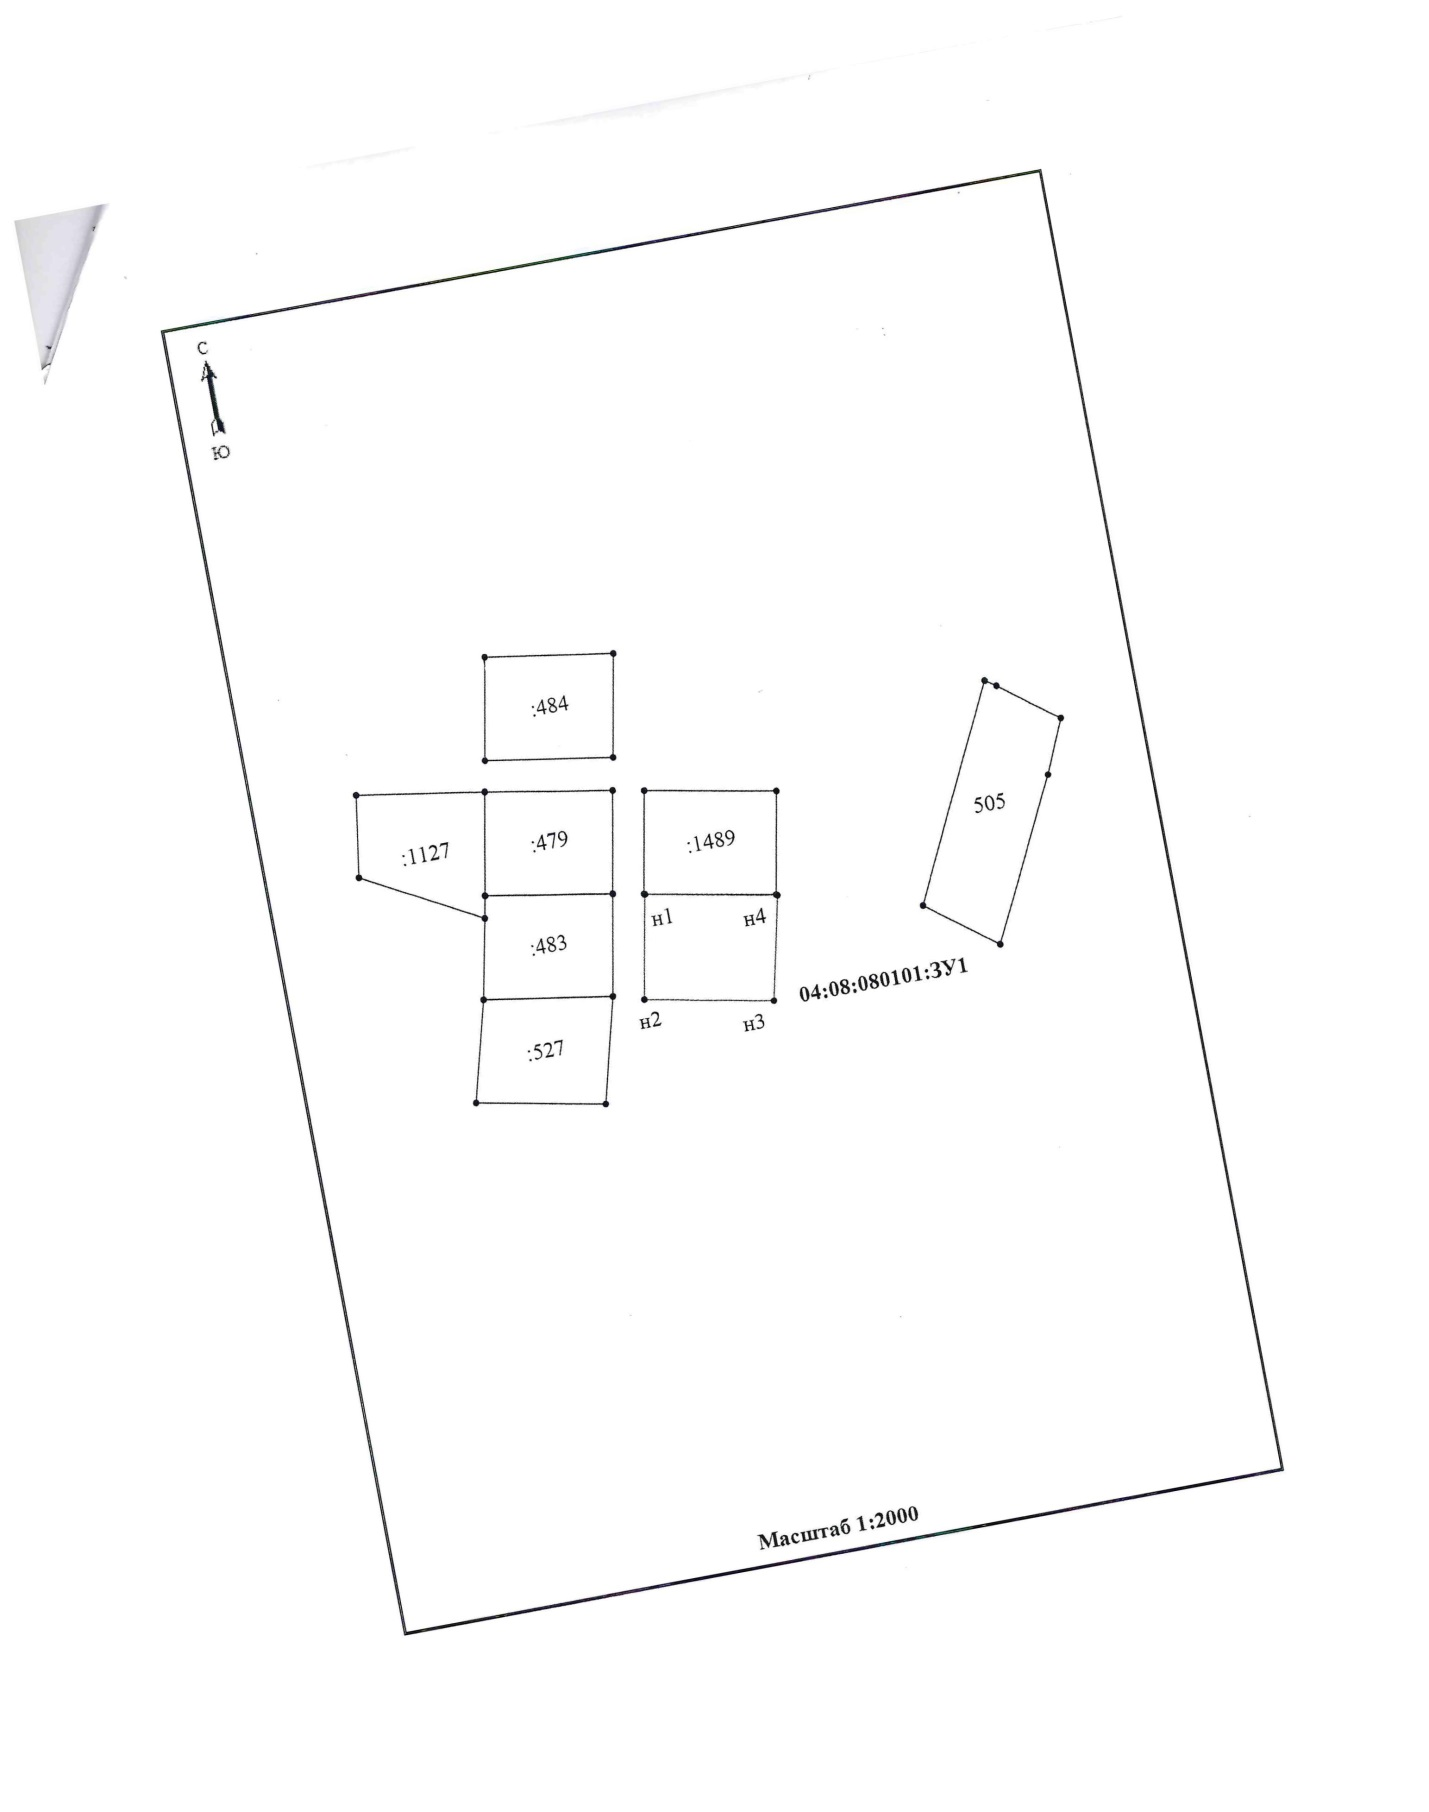 С
Ю
:484
:479
:1489
505
:1127
н1
н4
:483
04:08:080101:ЗУ1
н2
н3
:527
Масштаб 1:2000